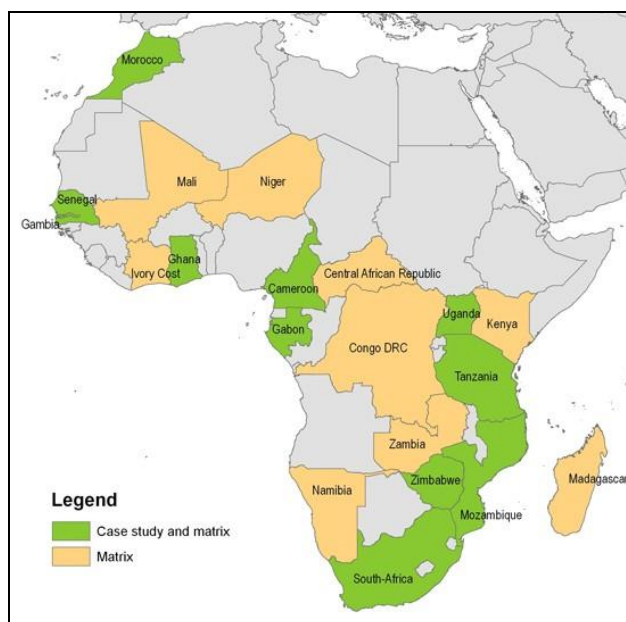 Morocco
Mali
Niger
Senegal
Gambia
Ghana
Ivory Cost
Central African Republic
Cameroon
Uganda
Kenya
Gabon
Congo DRC
Tanzania
Zambia
Madagascar
Zimbabwe
Namibia
Mozambique
South-Africa
Legend
Case study and matrix
Matrix